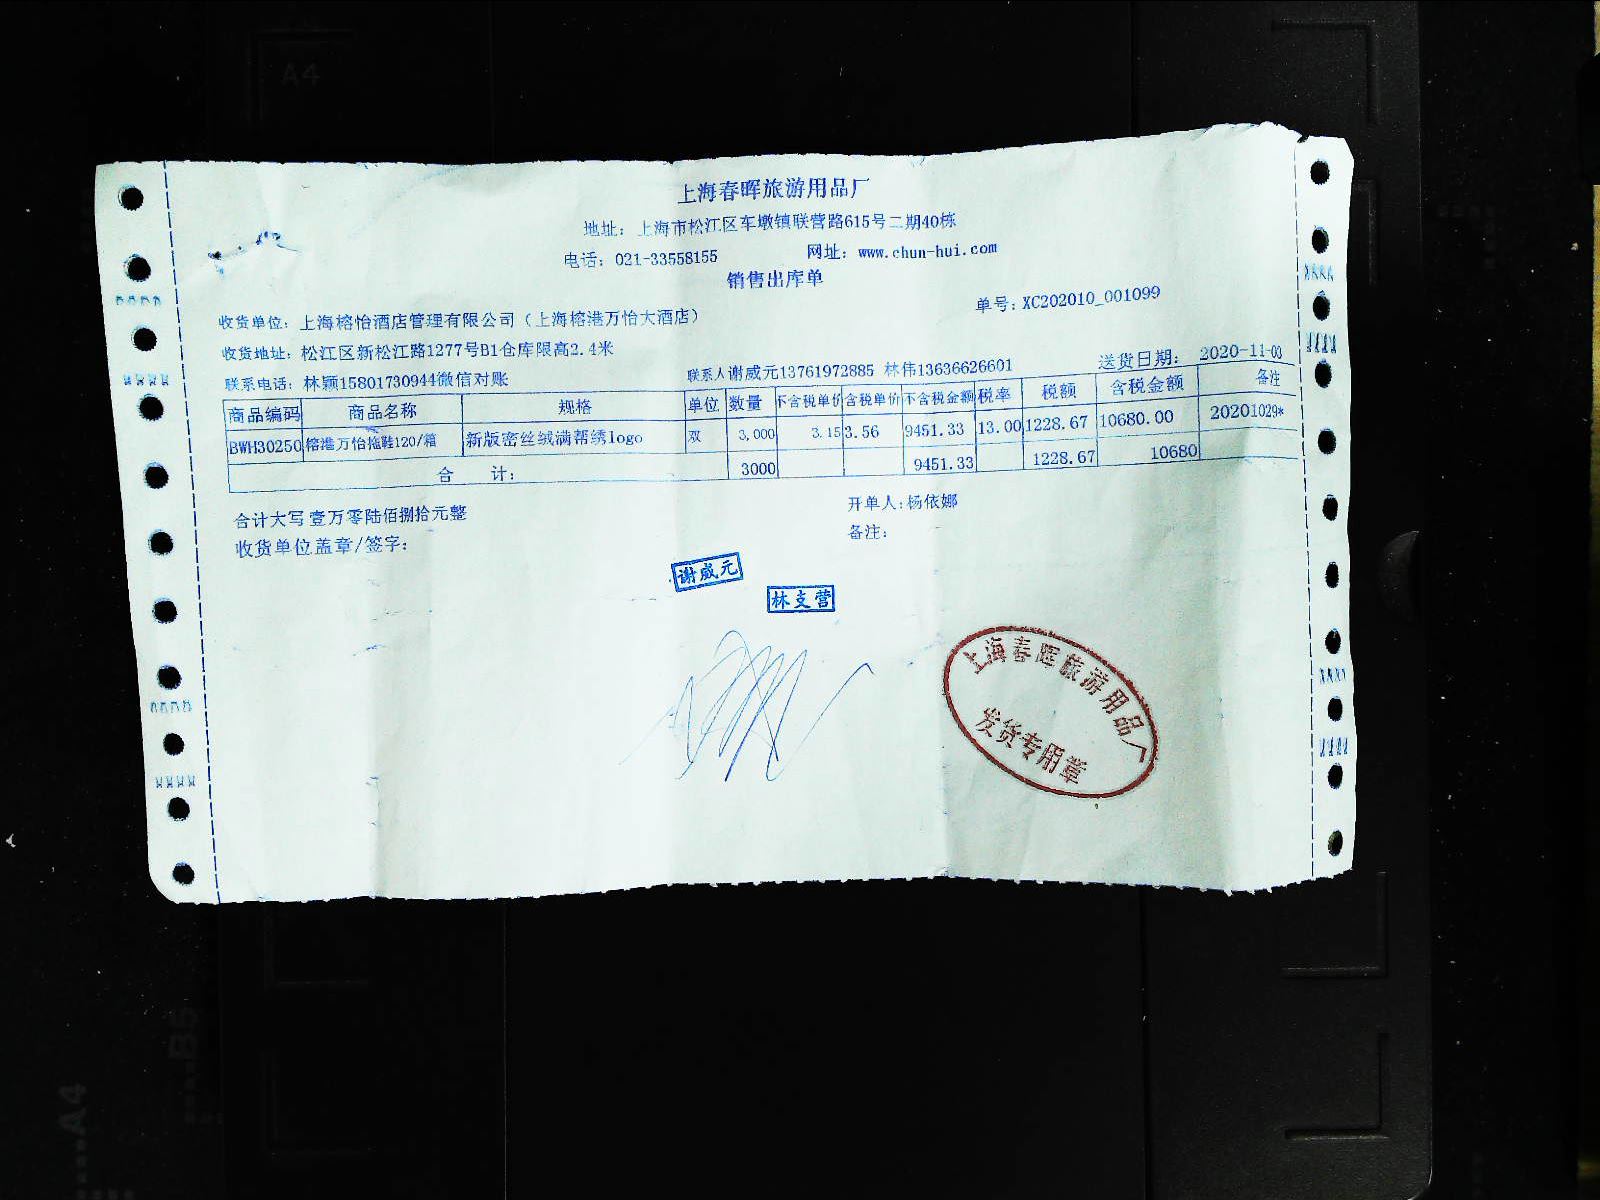 上海春晖旅游用品厂
地址：上海市松江区车墩镇联营路615号二期40栋
电话：021-33558155 网址：www.chun-hui.com
销售出库单
单号：XC202010_001099
收货单位：上海榕怡酒店管理有限公司（上海榕港万怡大酒店）
收货地址：松江区新松江路1277号B1仓库限高2.4米
联系电话：林颖15801730944微信对账 联系人谢威元13761972885 林伟13636626601 送货日期：2020-11-03
商品编码 商品名称 规格 单位 数量 不含税单价 含税单价 不含税金额 税率 税额 含税金额 备注
BWH30250 榕港万怡拖鞋120/箱 新版密丝绒满帮绣logo 双 3,000 3.15 3.56 9451.33 13.00 1228.67 10680.00 20201029*
合 计： 3000 9451.33 1228.67 10680
合计大写 壹万零陆佰捌拾元整 开单人：杨依娜
收货单位盖章/签字： 备注：
谢威元
林支营
上海春晖旅游用品厂
发货专用章
A4
B5
A4